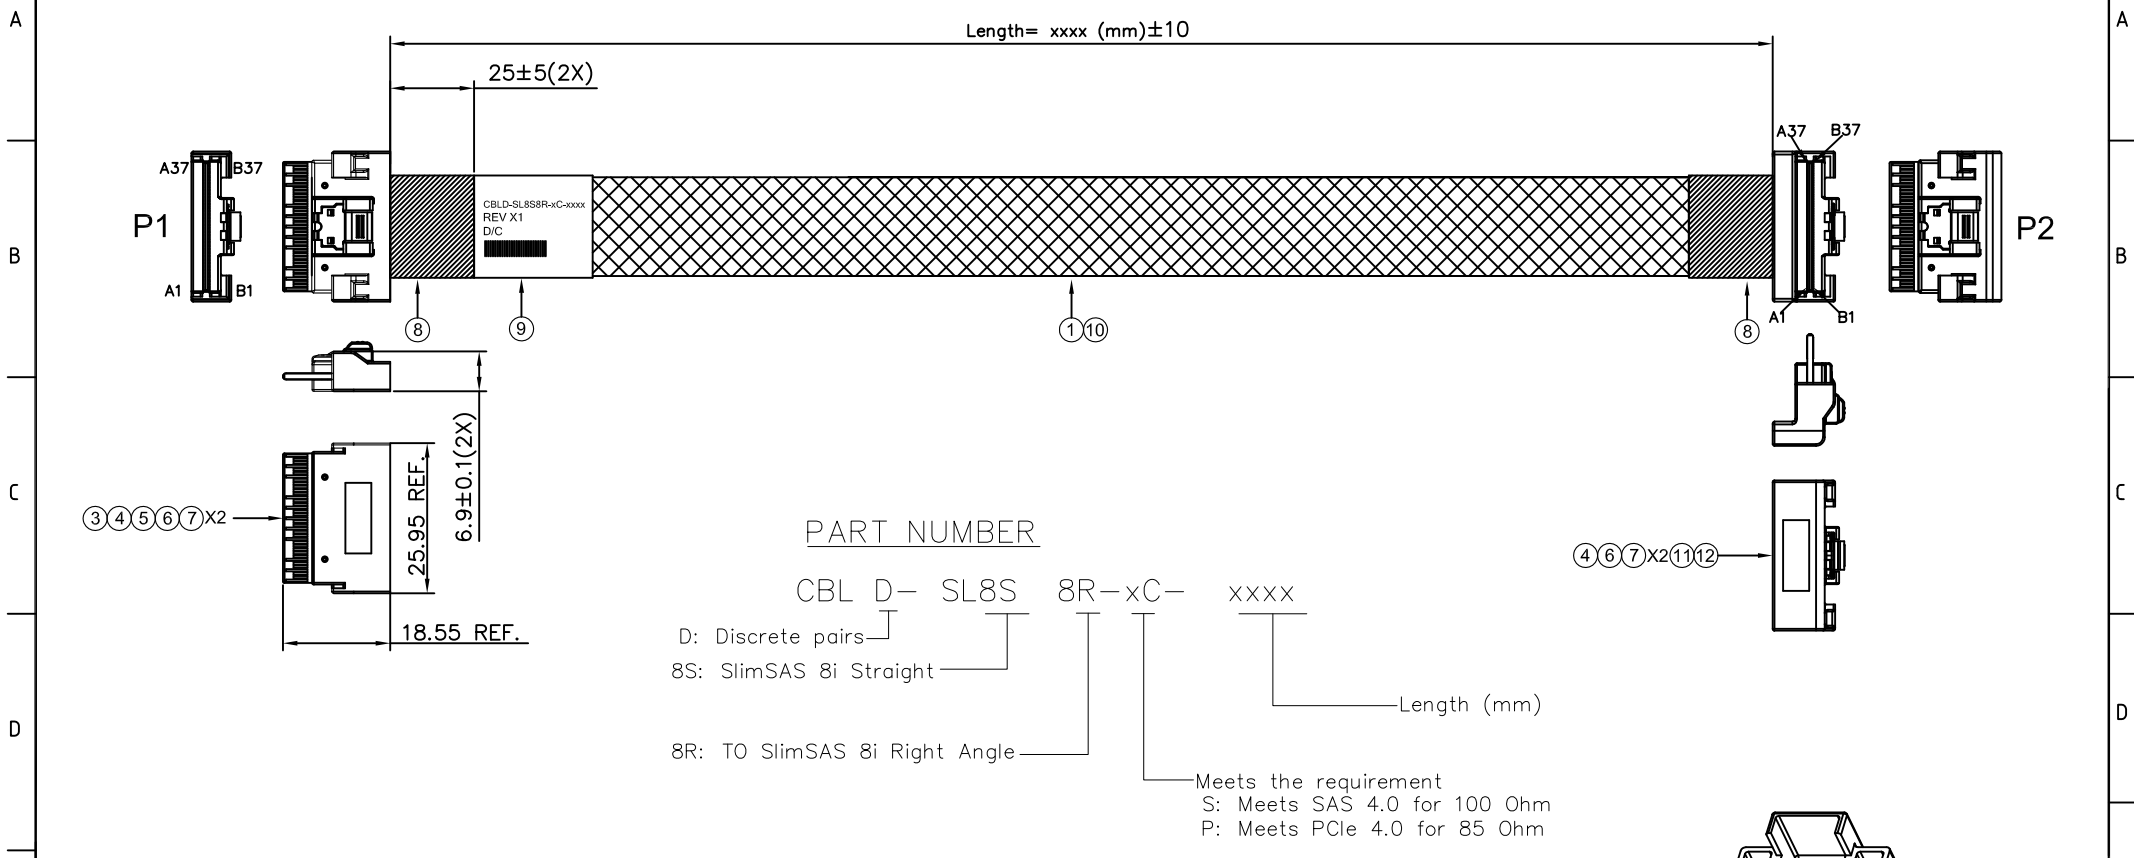 A
A
Length= xxxx (mm)±10
25±5(2X)
A37
B37
A37
B37
P1
CBLD-SL8S8R-xC-xxxx
REV X1
D/C
P2
B
B
A1
B1
A1
B1
8
9
1 10
8
6.9±0.1(2X)
25.95 REF.
C
C
3 4 5 6 7 X2
4 6 7 X2 11 12
PART NUMBER
CBL D- SL8S 8R-xC- xxxx
18.55 REF.
D: Discrete pairs
8S: SlimSAS 8i Straight
Length (mm)
D
D
8R: TO SlimSAS 8i Right Angle
Meets the requirement
S: Meets SAS 4.0 for 100 Ohm
P: Meets PCIe 4.0 for 85 Ohm